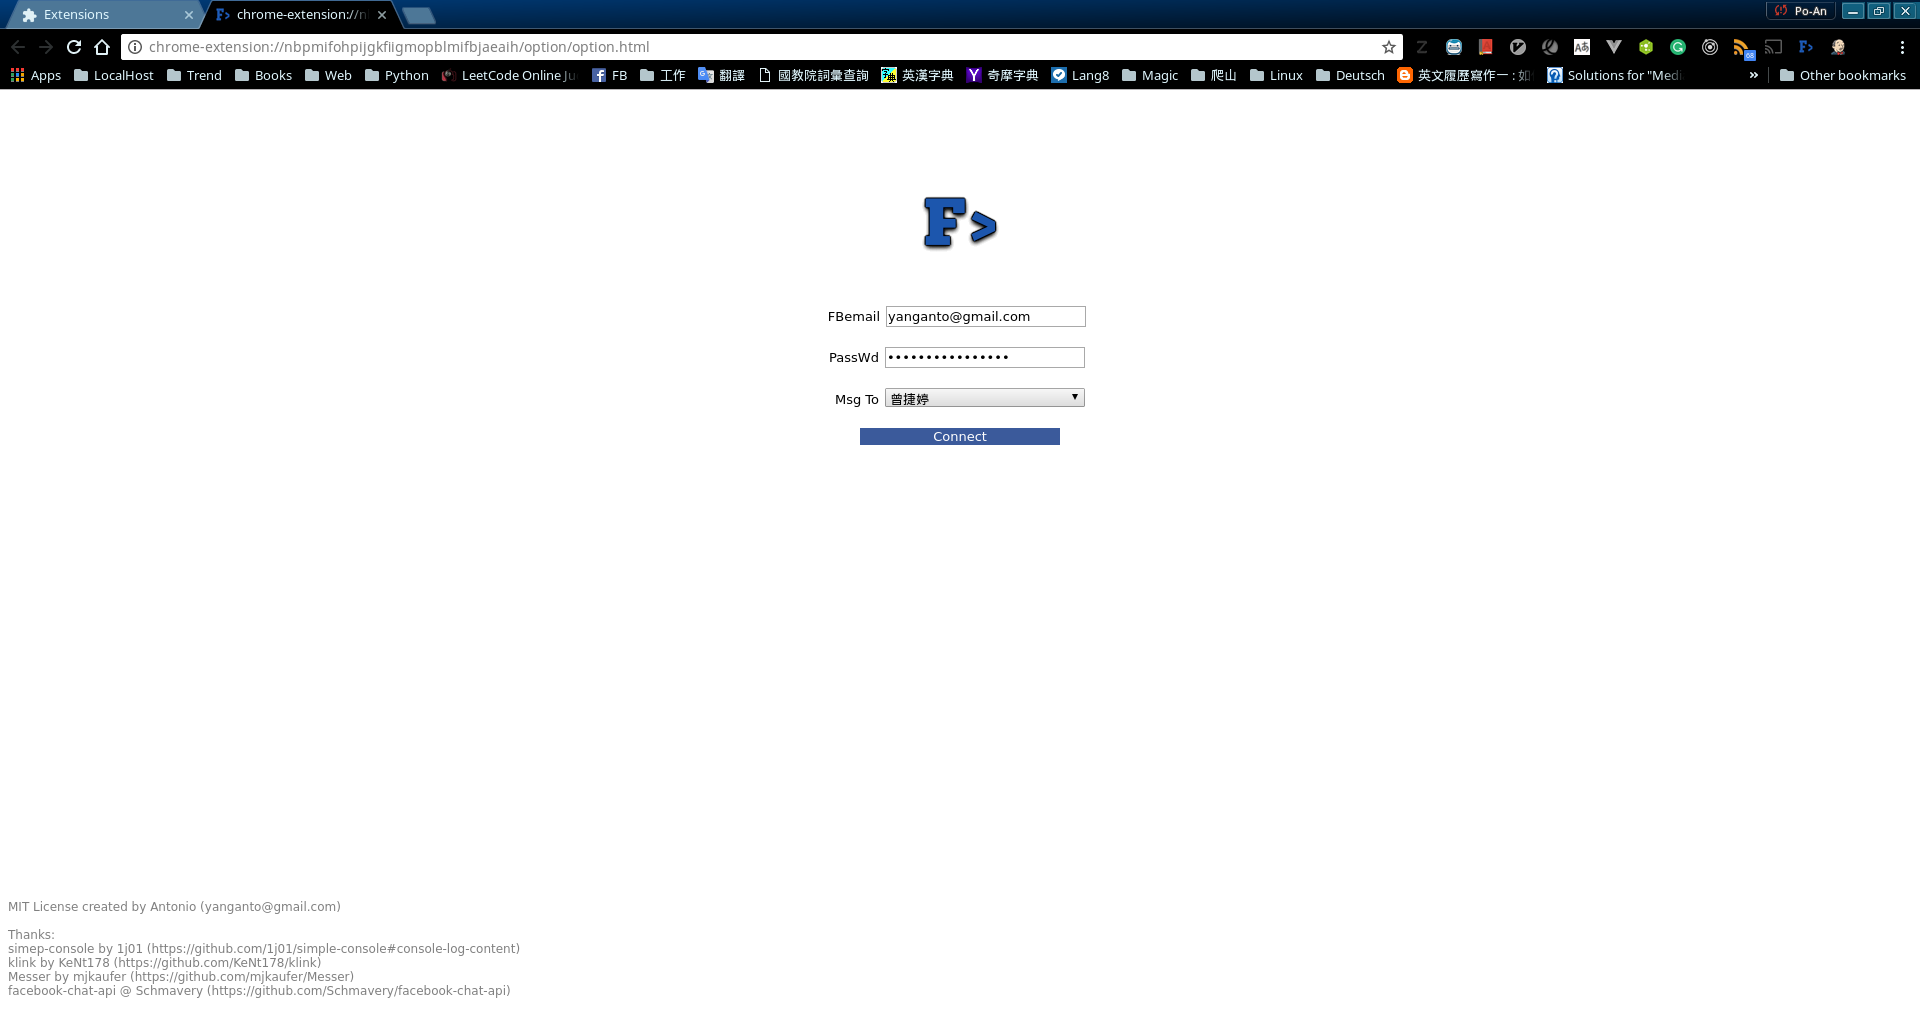 Extensions
chrome-extension://n
Po-An
chrome-extension://nbpmifohpijgkfiigmopblmifbjaeaih/option/option.html
Apps LocalHost Trend Books Web Python LeetCode Online Ju FB 工作 翻譯 國教院詞彙查詢 英漢字典 奇摩字典 Lang8 Magic 爬山 Linux Deutsch 英文履歷寫作一 : 如 Solutions for "Medi » Other bookmarks
F>
FBemail yanganto@gmail.com
PassWd ••••••••••••••••
Msg To 曾捷婷
Connect
MIT License created by Antonio (yanganto@gmail.com)
Thanks:
simep-console by 1j01 (https://github.com/1j01/simple-console#console-log-content)
klink by KeNt178 (https://github.com/KeNt178/klink)
Messer by mjkaufer (https://github.com/mjkaufer/Messer)
facebook-chat-api @ Schmavery (https://github.com/Schmavery/facebook-chat-api)